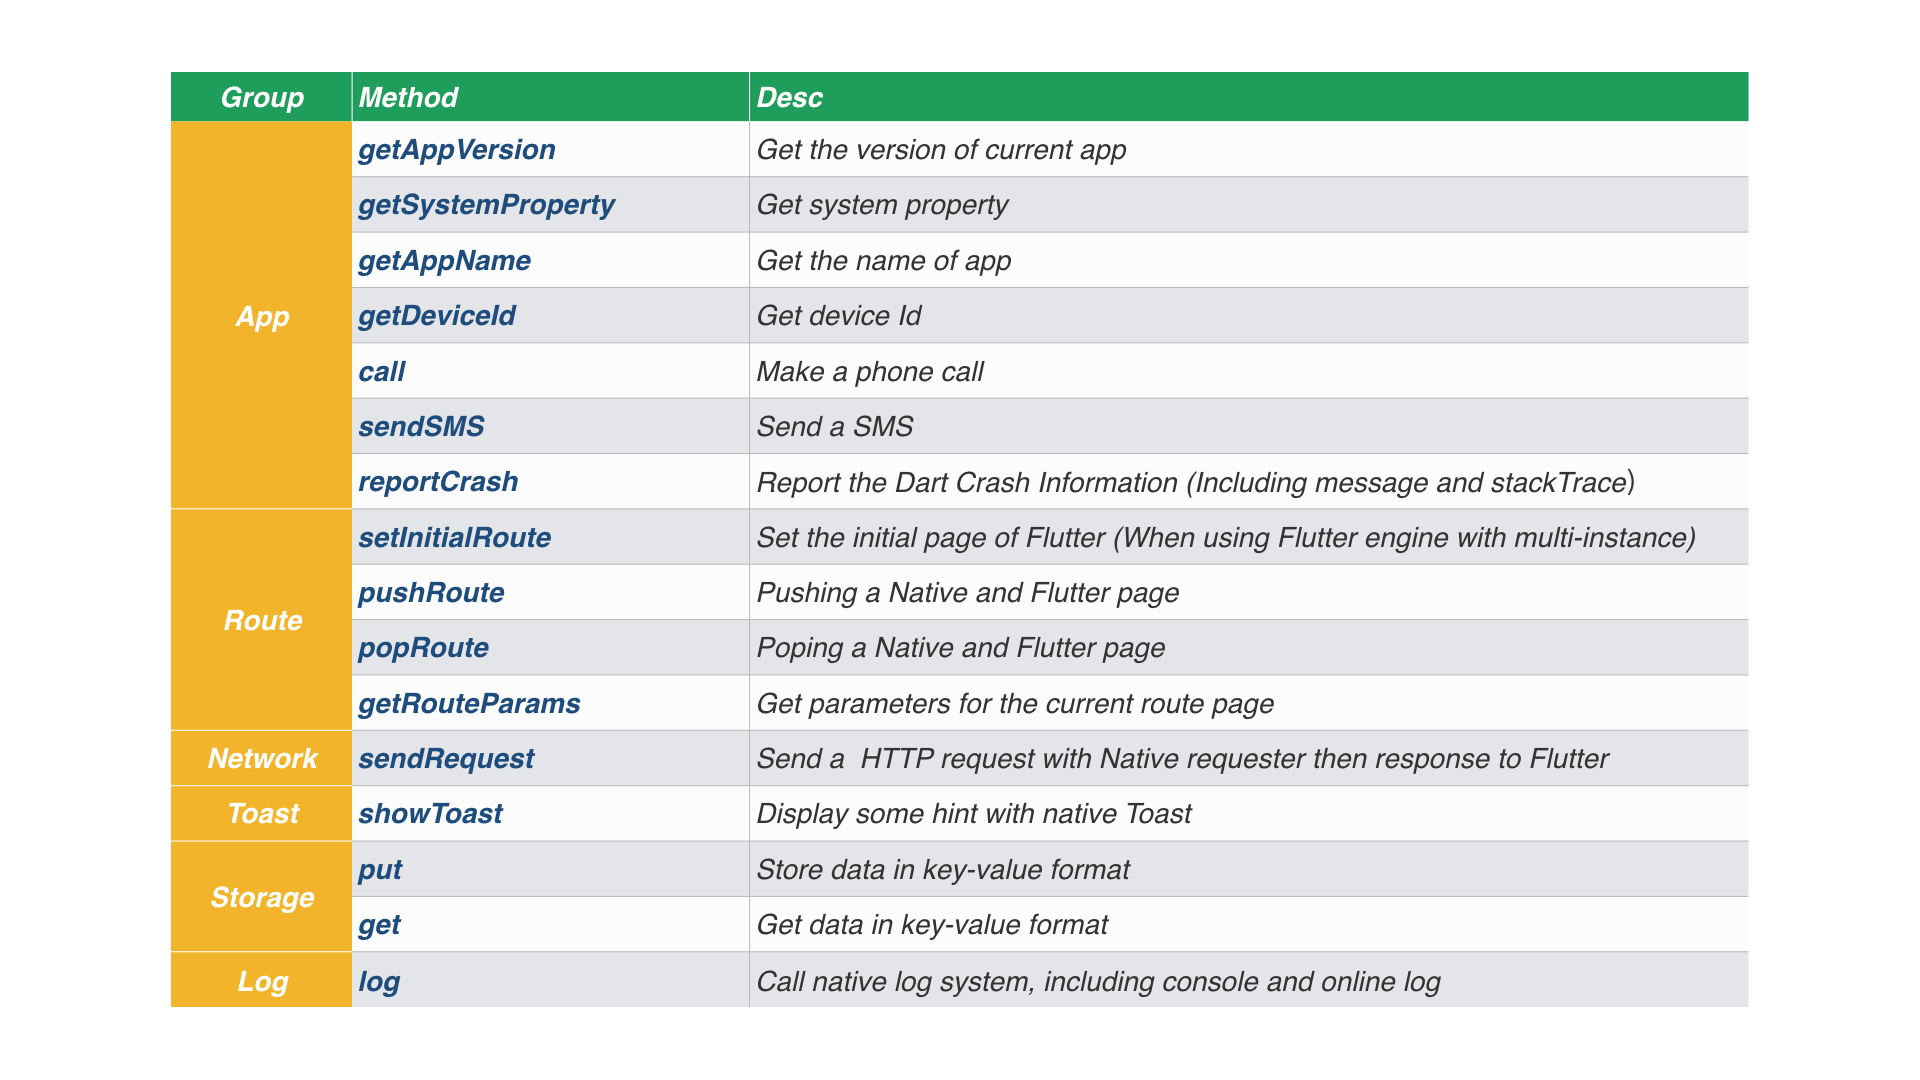 Group Method Desc
App
getAppVersion Get the version of current app
getSystemProperty Get system property
getAppName Get the name of app
getDeviceId Get device Id
call Make a phone call
sendSMS Send a SMS
reportCrash Report the Dart Crash Information (Including message and stackTrace)
Route
setInitialRoute Set the initial page of Flutter (When using Flutter engine with multi-instance)
pushRoute Pushing a Native and Flutter page
popRoute Poping a Native and Flutter page
getRouteParams Get parameters for the current route page
Network sendRequest Send a  HTTP request with Native requester then response to Flutter
Toast showToast Display some hint with native Toast
Storage
put Store data in key-value format
get Get data in key-value format
Log log Call native log system, including console and online log